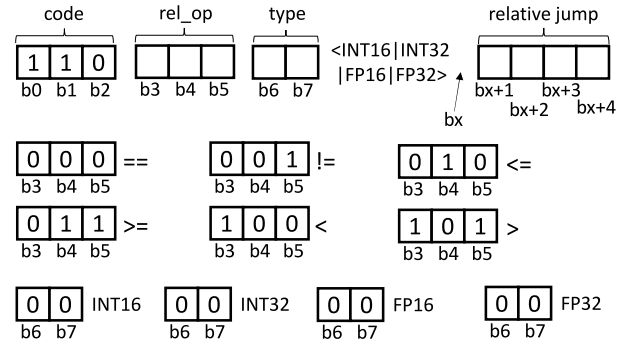 code rel_op type relative jump
1 1 0 <INT16|INT32
|FP16|FP32>
b0 b1 b2 b3 b4 b5 b6 b7 bx bx+1 bx+2 bx+3 bx+4
0 0 0 == 0 0 1 != 0 1 0 <=
b3 b4 b5 b3 b4 b5 b3 b4 b5
0 1 1 >= 1 0 0 < 1 0 1 >
b3 b4 b5 b3 b4 b5 b3 b4 b5
0 0 INT16 0 0 INT32 0 0 FP16 0 0 FP32
b6 b7 b6 b7 b6 b7 b6 b7